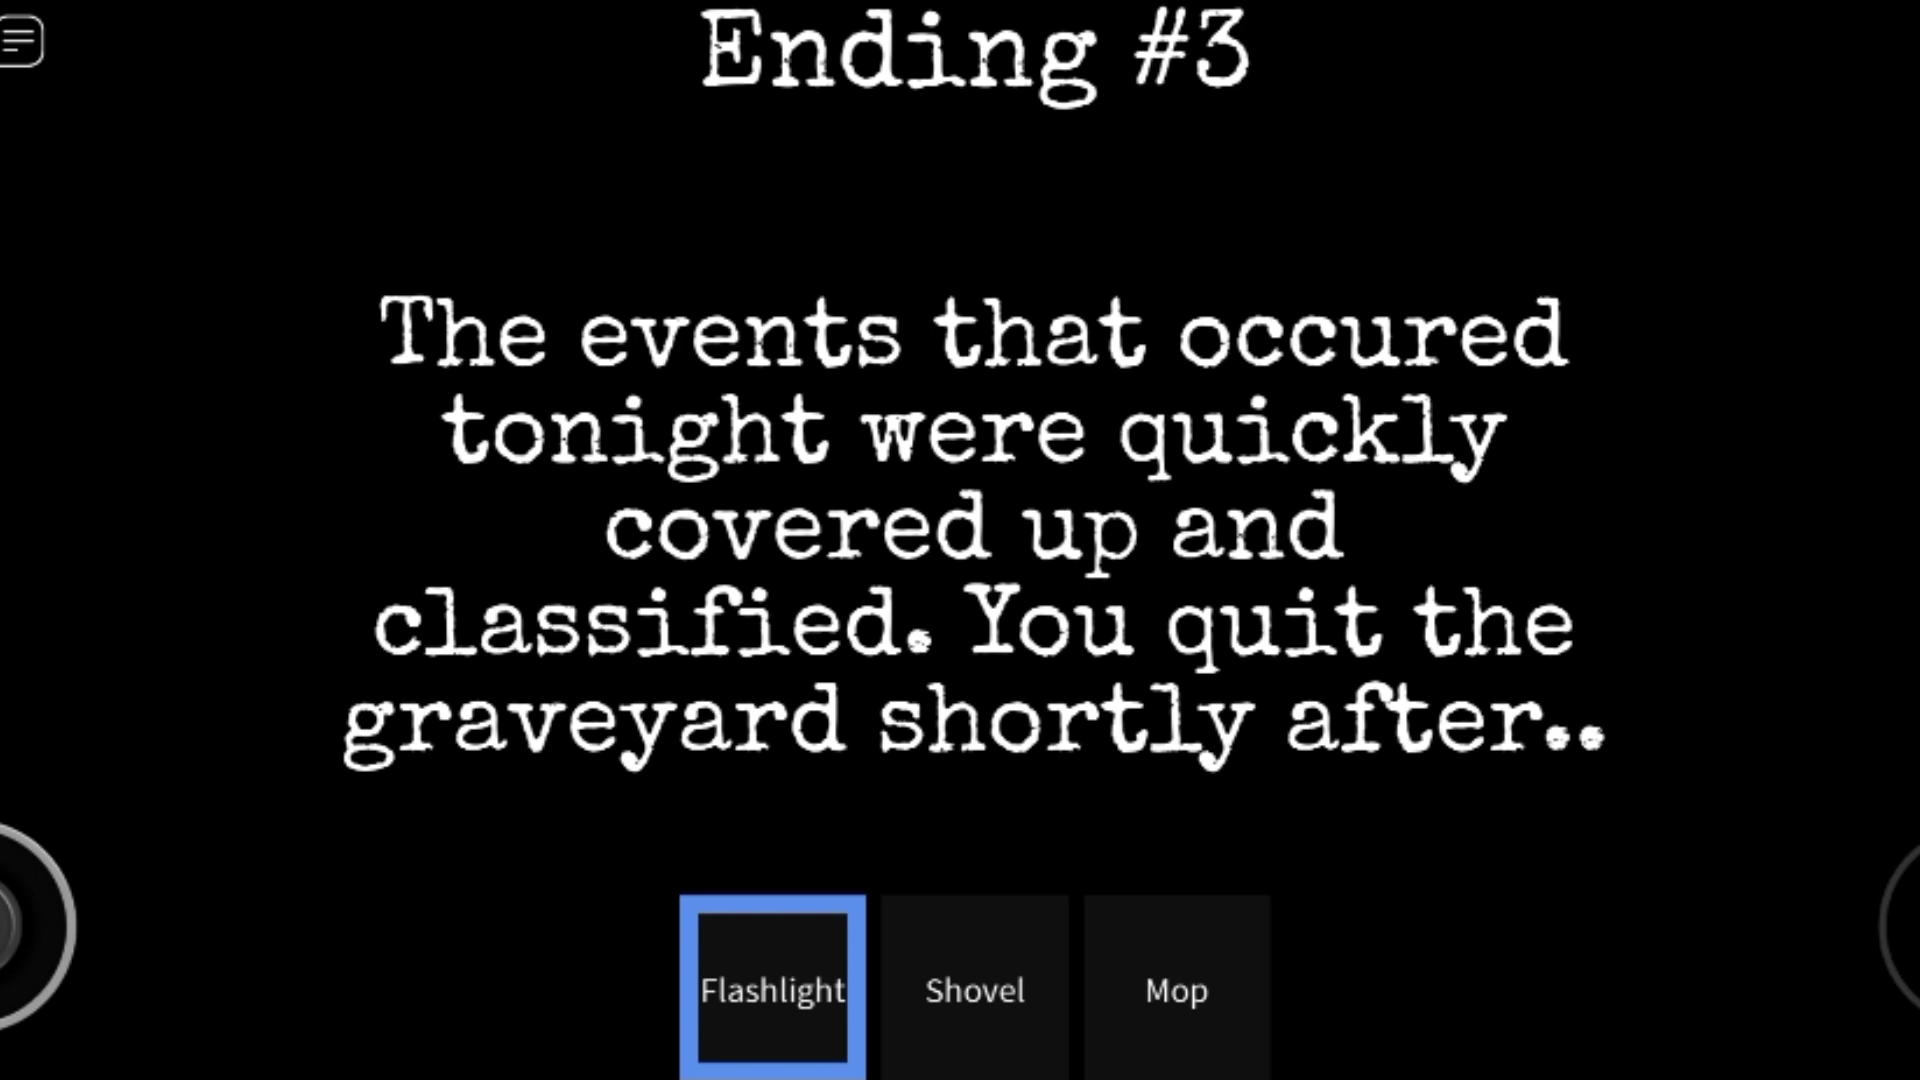 Ending #3
The events that occured
tonight were quickly
covered up and
classified. You quit the
graveyard shortly after..
Flashlight
Shovel
Mop